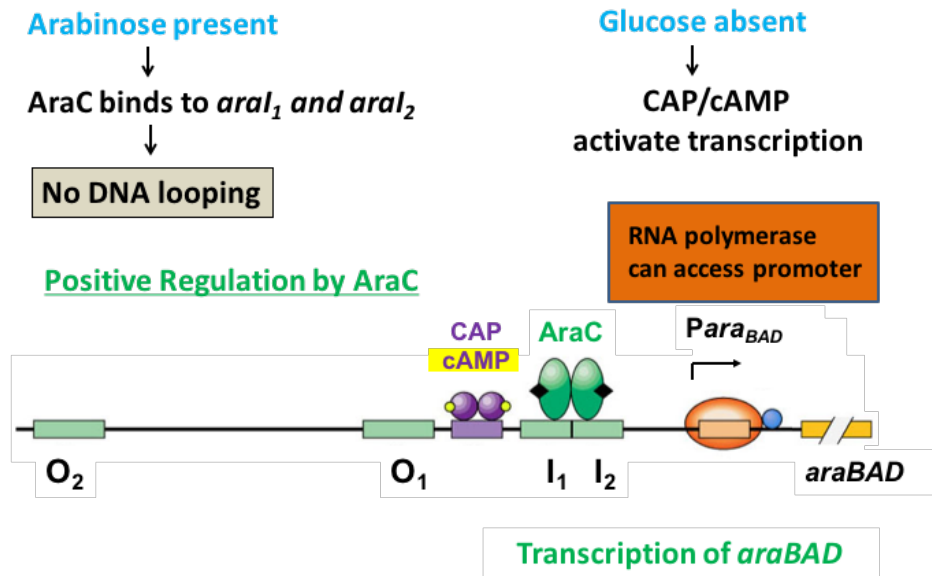 Arabinose present
Glucose absent
AraC binds to araI₁ and araI₂
CAP/cAMP
activate transcription
No DNA looping
RNA polymerase
can access promoter
Positive Regulation by AraC
CAP
cAMP
AraC
Para_BAD
O₂
O₁
I₁
I₂
araBAD
Transcription of araBAD